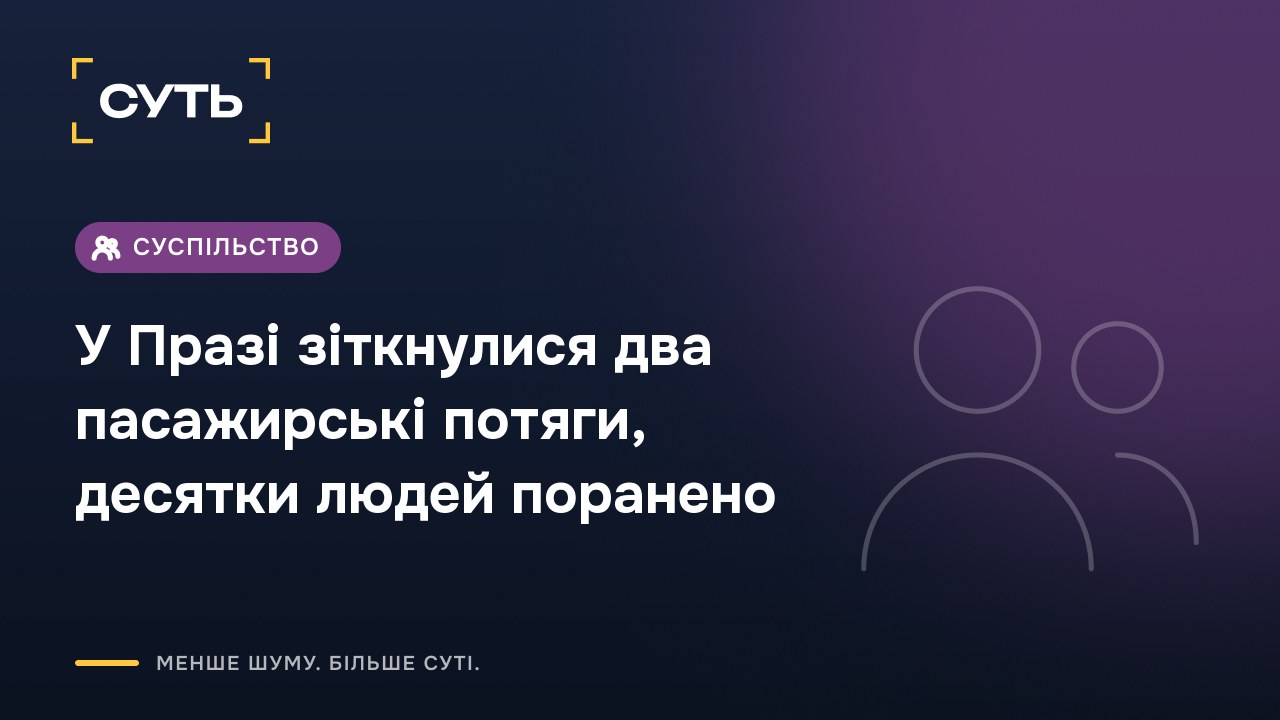 СУТЬ
СУСПІЛЬСТВО
У Празі зіткнулися два
пасажирські потяги,
десятки людей поранено
МЕНШЕ ШУМУ. БІЛЬШЕ СУТІ.